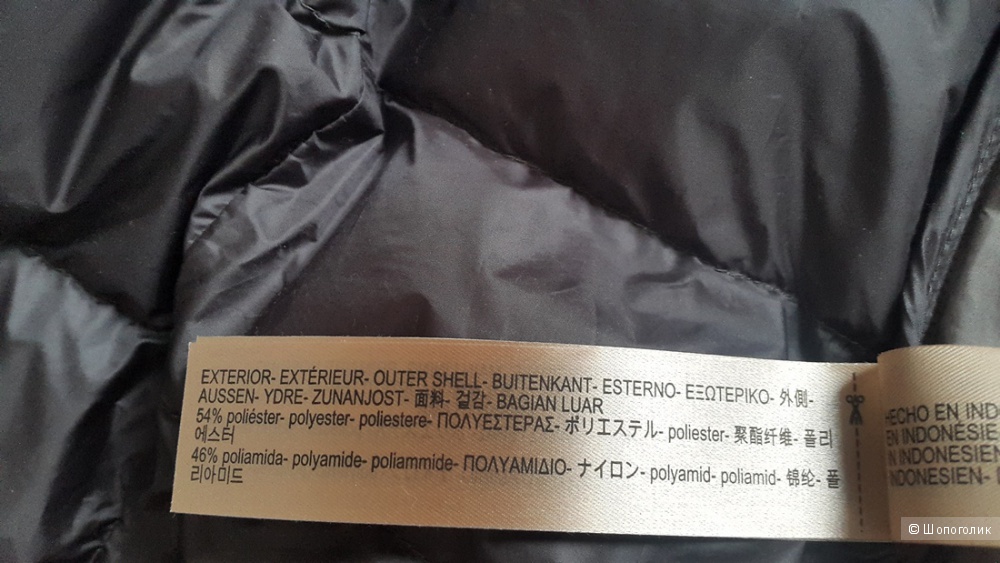 EXTERIOR- EXTÉRIEUR- OUTER SHELL- BUITENKANT- ESTERNO- ΕΞΩΤΕΡΙΚΟ- 外側-
AUSSEN- YDRE- ZUNANJOST- 面料- 겉감- BAGIAN LUAR
54% poliéster- polyester- poliestere- ΠΟΛΥΕΣΤΕΡΑΣ- ポリエステル- poliester- 聚酯纤维- 폴리
에스터
46% poliamida- polyamide- poliammide- ΠΟΛΥΑΜΙΔΙΟ- ナイロン- polyamid- poliamid- 锦纶- 폴
리아미드
HECHO EN IND
EN INDONÉSIE
IN INDONESIEN
INDONESIEN-
© Шопоголик